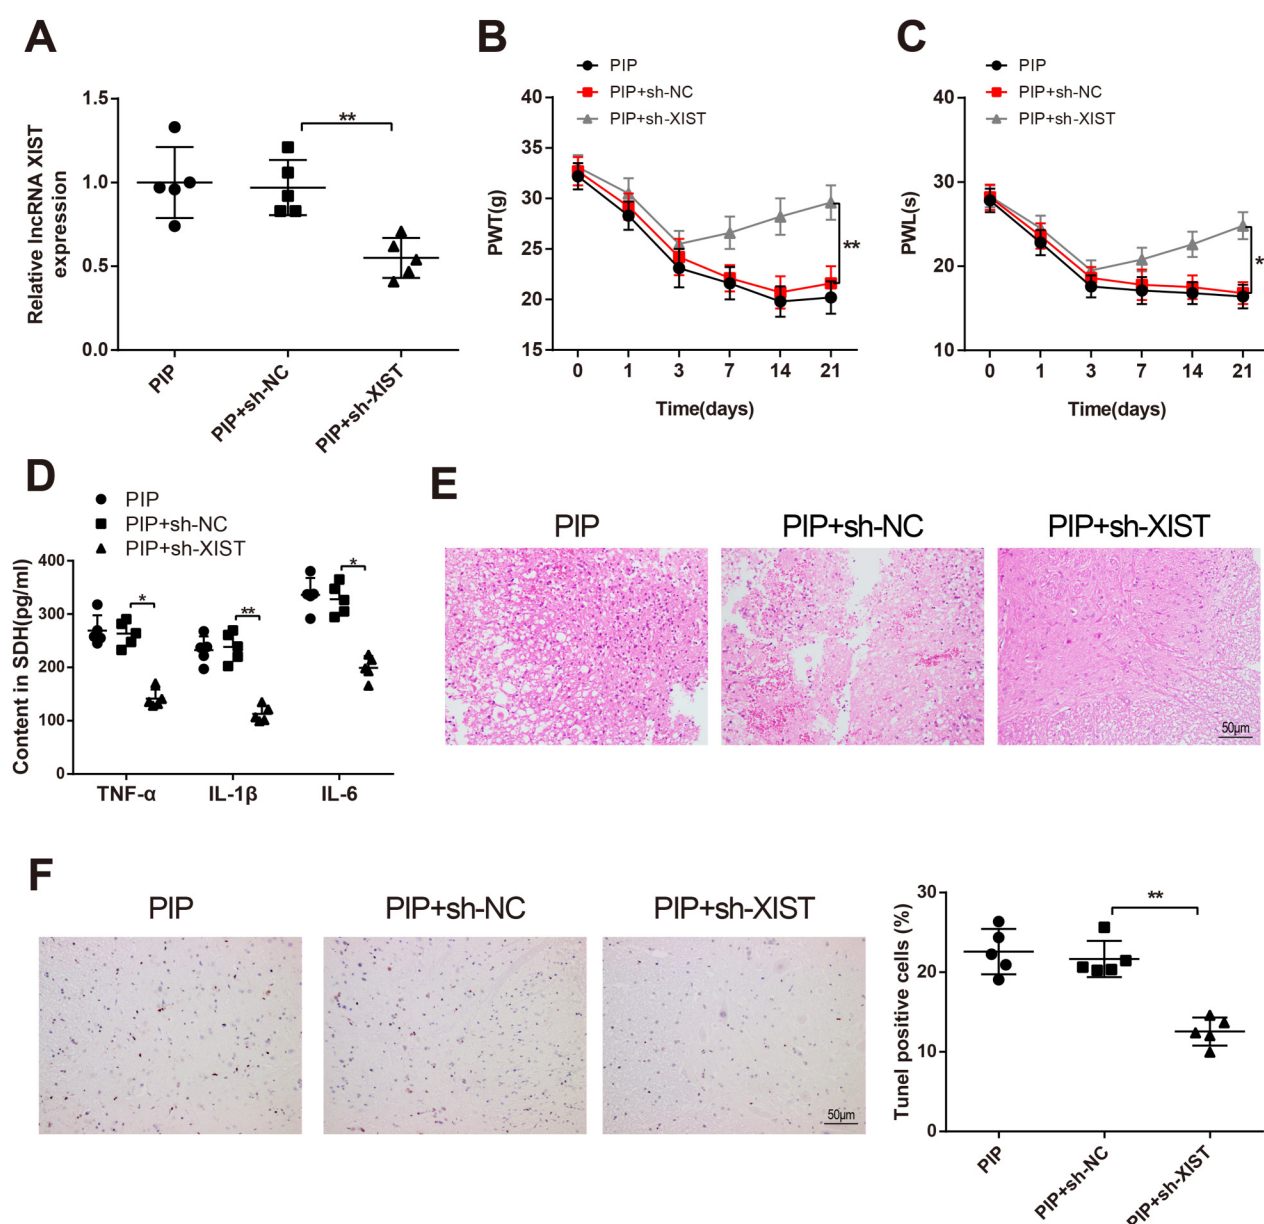 A
Relative lncRNA XIST
expression
1.5
1.0
0.5
0.0
**
PIP
PIP+sh-NC
PIP+sh-XIST
B
PIP
PIP+sh-NC
PIP+sh-XIST
PWT(g)
40
35
30
25
20
15
**
0 1 3 7 14 21
Time(days)
C
PIP
PIP+sh-NC
PIP+sh-XIST
PWL(s)
40
30
20
10
*
0 1 3 7 14 21
Time(days)
D
PIP
PIP+sh-NC
PIP+sh-XIST
Content in SDH(pg/ml)
400
300
200
100
0
*
**
*
TNF-α IL-1β IL-6
E
PIP PIP+sh-NC PIP+sh-XIST
50μm
F
PIP PIP+sh-NC PIP+sh-XIST
50μm
Tunel positive cells (%)
30
20
10
0
**
PIP
PIP+sh-NC
PIP+sh-XIST